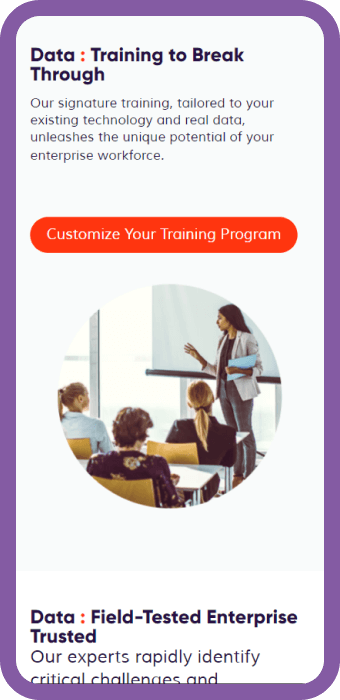 Data : Training to Break
Through
Our signature training, tailored to your
existing technology and real data,
unleashes the unique potential of your
enterprise workforce.
Customize Your Training Program
Data : Field-Tested Enterprise
Trusted
Our experts rapidly identify
critical challenges and